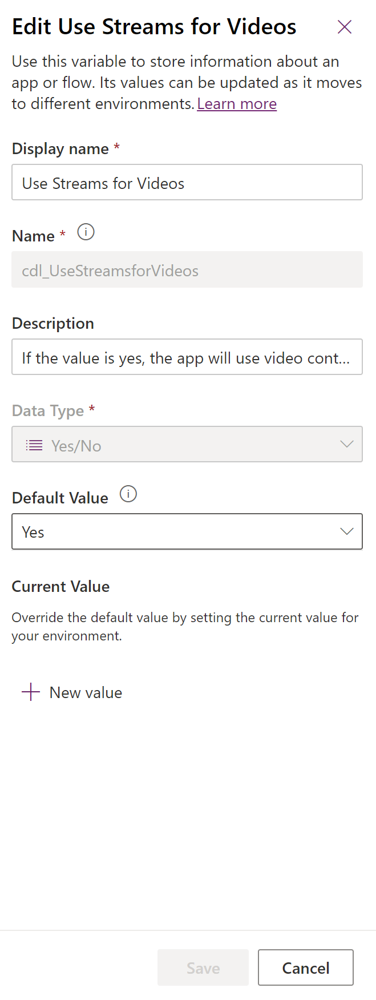 Edit Use Streams for Videos
Use this variable to store information about an
app or flow. Its values can be updated as it moves
to different environments. Learn more
Display name *
Use Streams for Videos
Name *
cdl_UseStreamsforVideos
Description
If the value is yes, the app will use video cont...
Data Type *
Yes/No
Default Value
Yes
Current Value
Override the default value by setting the current value for
your environment.
New value
Save
Cancel